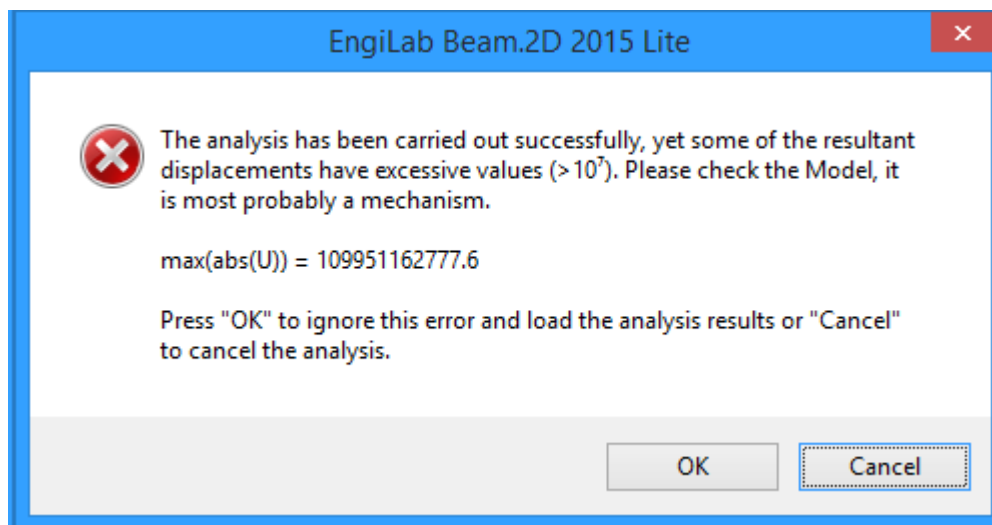 EngiLab Beam.2D 2015 Lite
The analysis has been carried out successfully, yet some of the resultant
displacements have excessive values (>10⁷). Please check the Model, it
is most probably a mechanism.
max(abs(U)) = 109951162777.6
Press "OK" to ignore this error and load the analysis results or "Cancel"
to cancel the analysis.
OK
Cancel